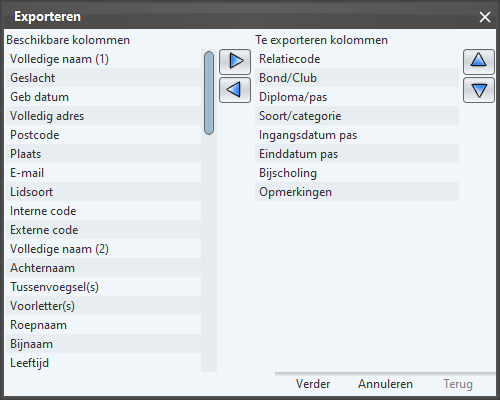 Exporteren
Beschikbare kolommen
Volledige naam (1)
Geslacht
Geb datum
Volledig adres
Postcode
Plaats
E-mail
Lidsoort
Interne code
Externe code
Volledige naam (2)
Achternaam
Tussenvoegsel(s)
Voorletter(s)
Roepnaam
Bijnaam
Leeftijd
Te exporteren kolommen
Relatiecode
Bond/Club
Diploma/pas
Soort/categorie
Ingangsdatum pas
Einddatum pas
Bijscholing
Opmerkingen
Verder Annuleren Terug